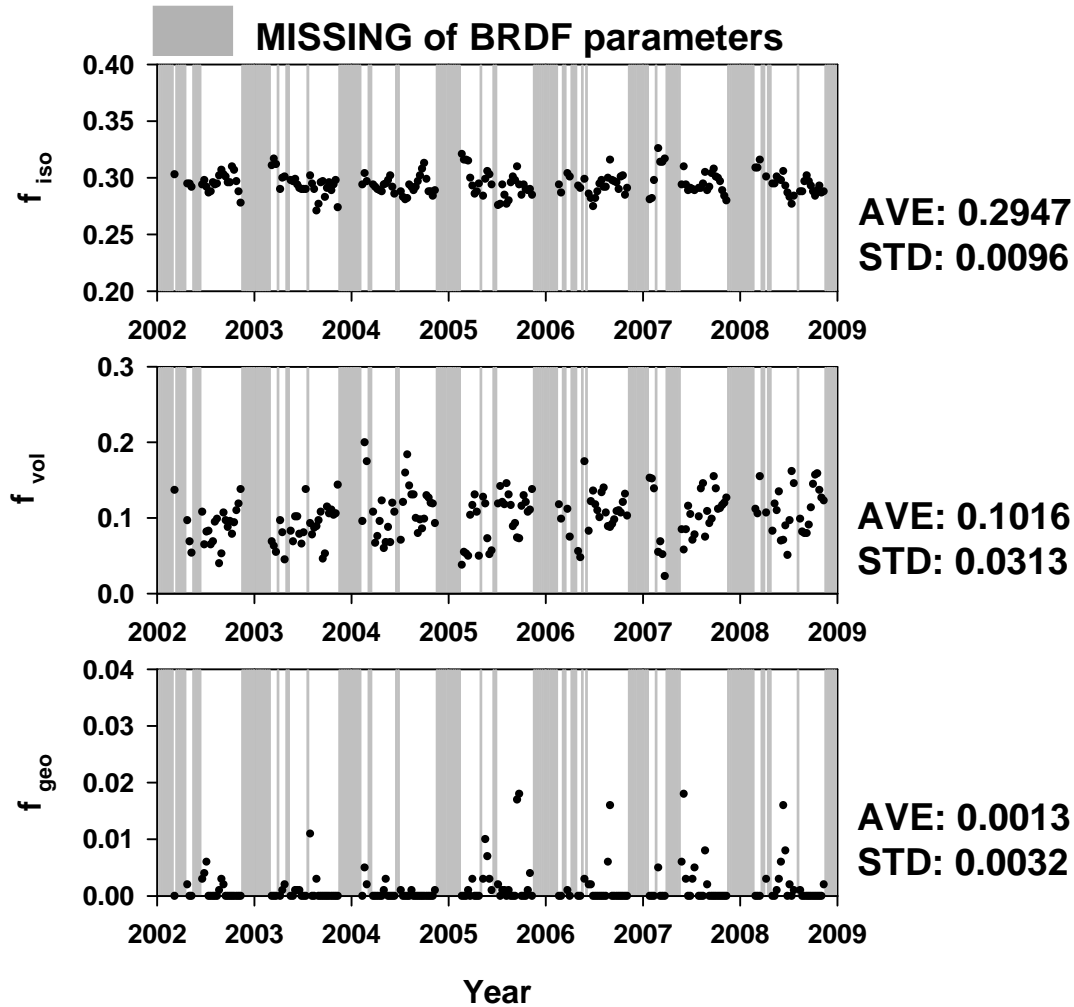 MISSING of BRDF parameters
0.40
0.35
0.30
0.25
0.20
f iso
2002 2003 2004 2005 2006 2007 2008 2009
AVE: 0.2947
STD: 0.0096
0.3
0.2
0.1
0.0
f vol
2002 2003 2004 2005 2006 2007 2008 2009
AVE: 0.1016
STD: 0.0313
0.04
0.03
0.02
0.01
0.00
f geo
2002 2003 2004 2005 2006 2007 2008 2009
AVE: 0.0013
STD: 0.0032
Year